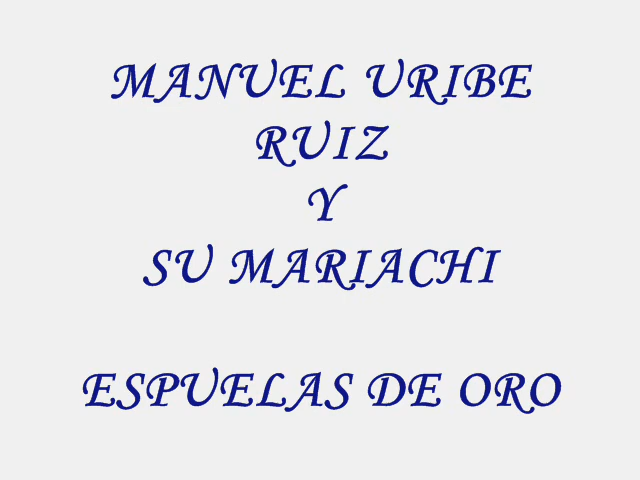 MANUEL URIBE
RUIZ
Y
SU MARIACHI
ESPUELAS DE ORO